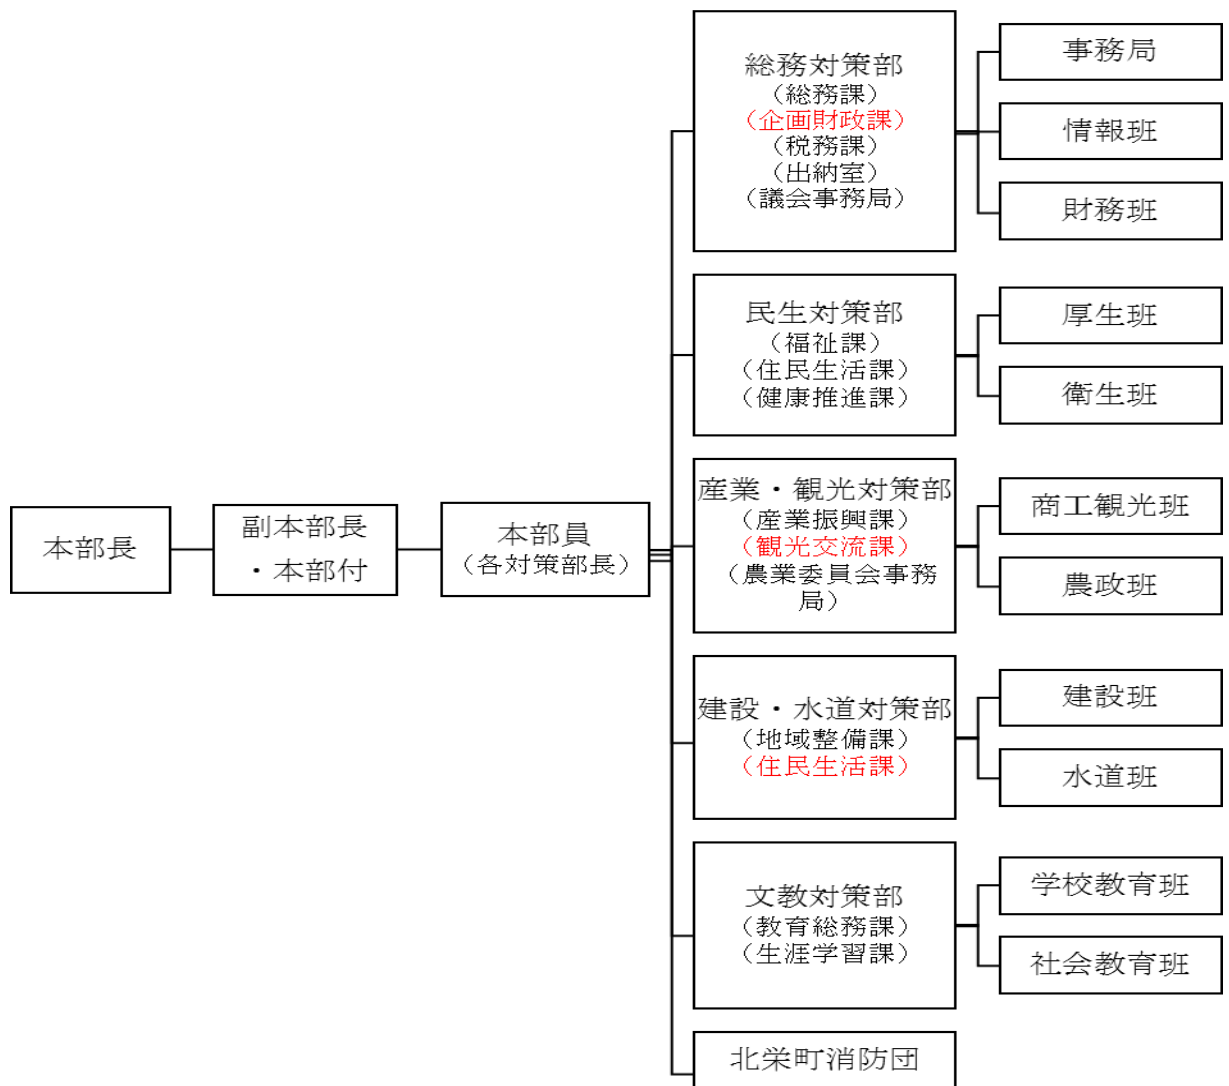 本部長
副本部長
・本部付
本部員
（各対策部長）
総務対策部
（総務課）
（企画財政課）
（税務課）
（出納室）
（議会事務局）
事務局
情報班
財務班
民生対策部
（福祉課）
（住民生活課）
（健康推進課）
厚生班
衛生班
産業・観光対策部
（産業振興課）
（観光交流課）
（農業委員会事務
局）
商工観光班
農政班
建設・水道対策部
（地域整備課）
（住民生活課）
建設班
水道班
文教対策部
（教育総務課）
（生涯学習課）
学校教育班
社会教育班
北栄町消防団